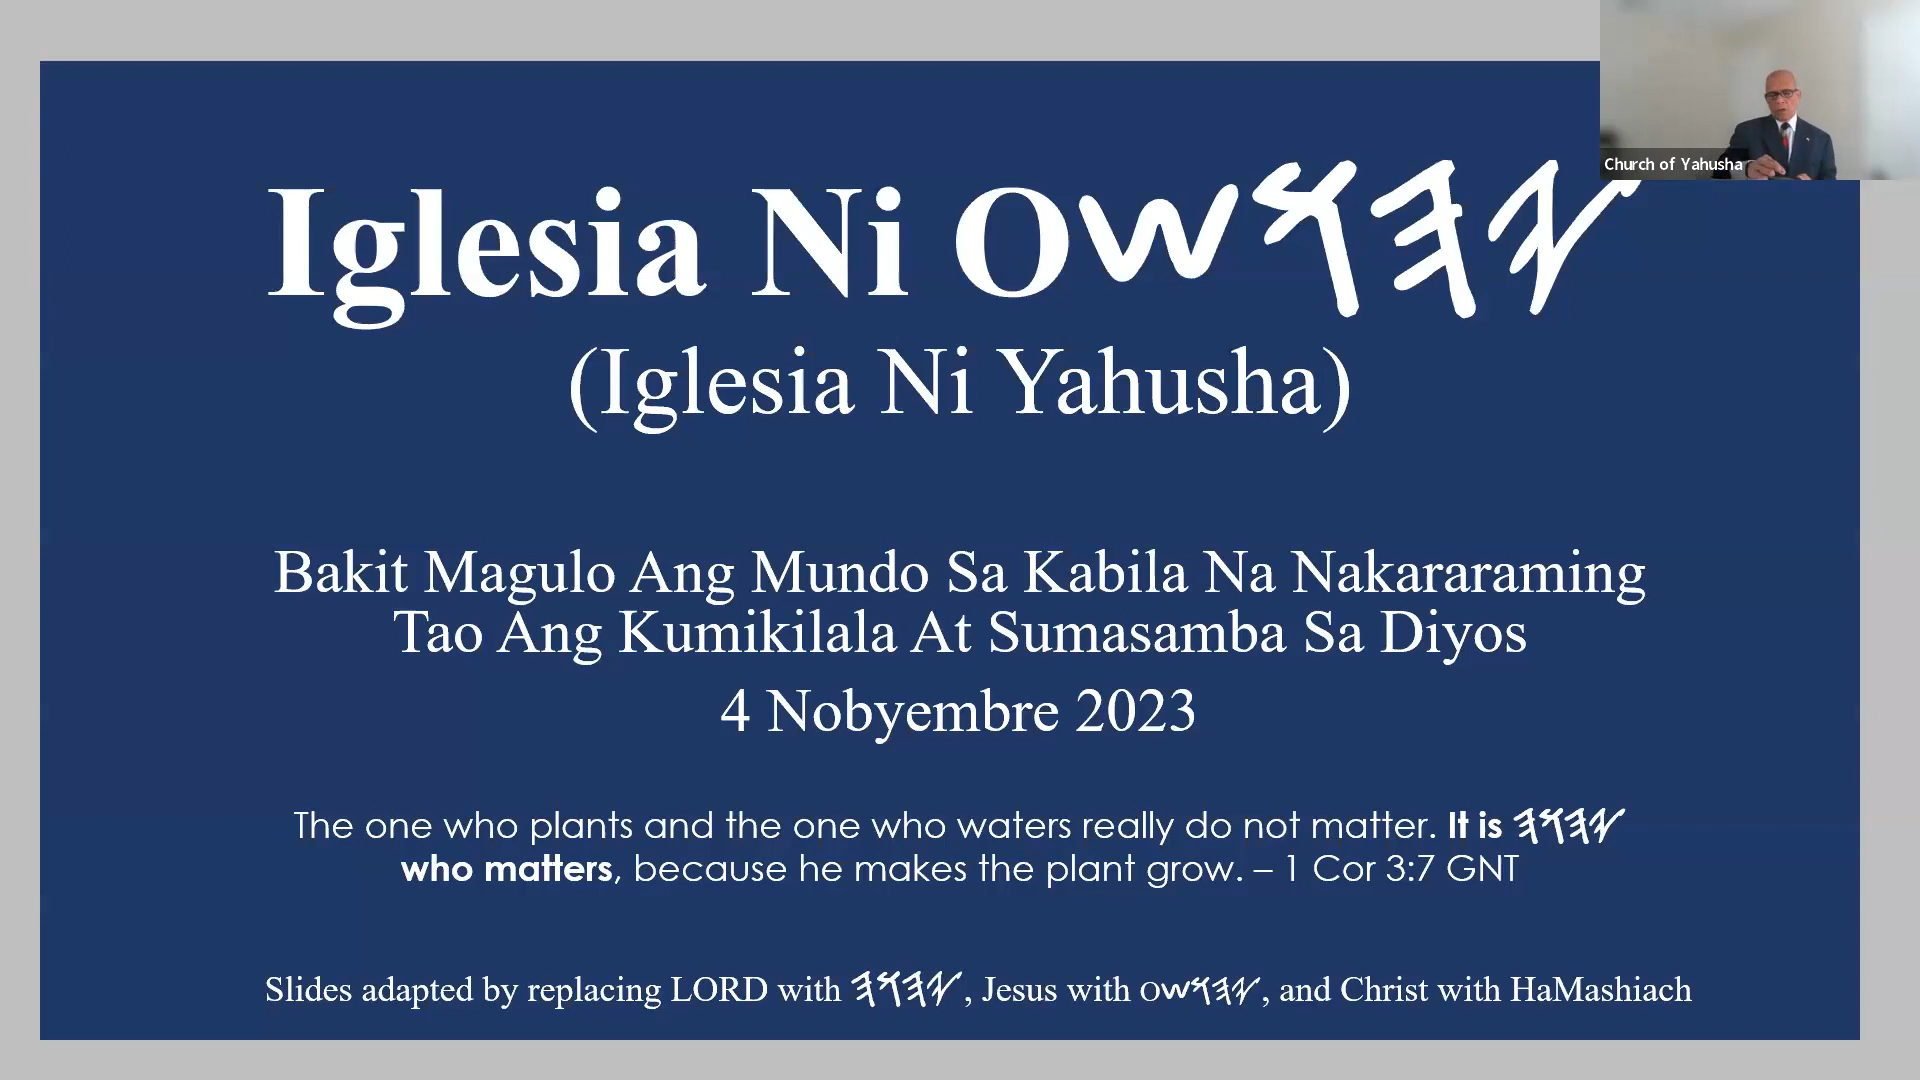 Iglesia Ni O𐤅𐤔𐤄𐤉
(Iglesia Ni Yahusha)
Bakit Magulo Ang Mundo Sa Kabila Na Nakararaming
Tao Ang Kumikilala At Sumasamba Sa Diyos
4 Nobyembre 2023
The one who plants and the one who waters really do not matter. It is 𐤉𐤄𐤅𐤄
who matters, because he makes the plant grow. – 1 Cor 3:7 GNT
Slides adapted by replacing LORD with 𐤉𐤄𐤅𐤄, Jesus with 𐤉𐤄𐤅𐤔𐤏, and Christ with HaMashiach
Church of Yahusha